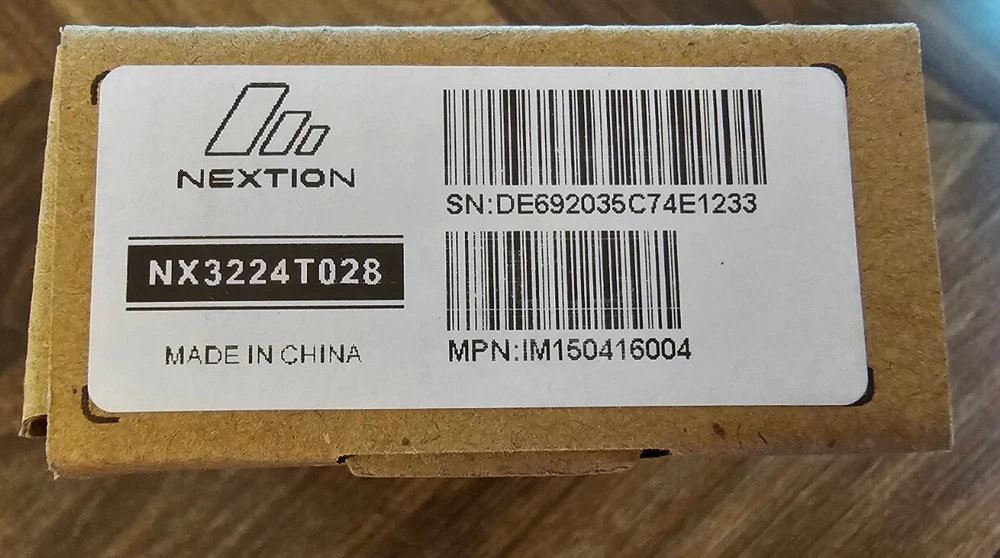 NEXTION
NX3224T028
MADE IN CHINA
SN:DE692035C74E1233
MPN:IM150416004